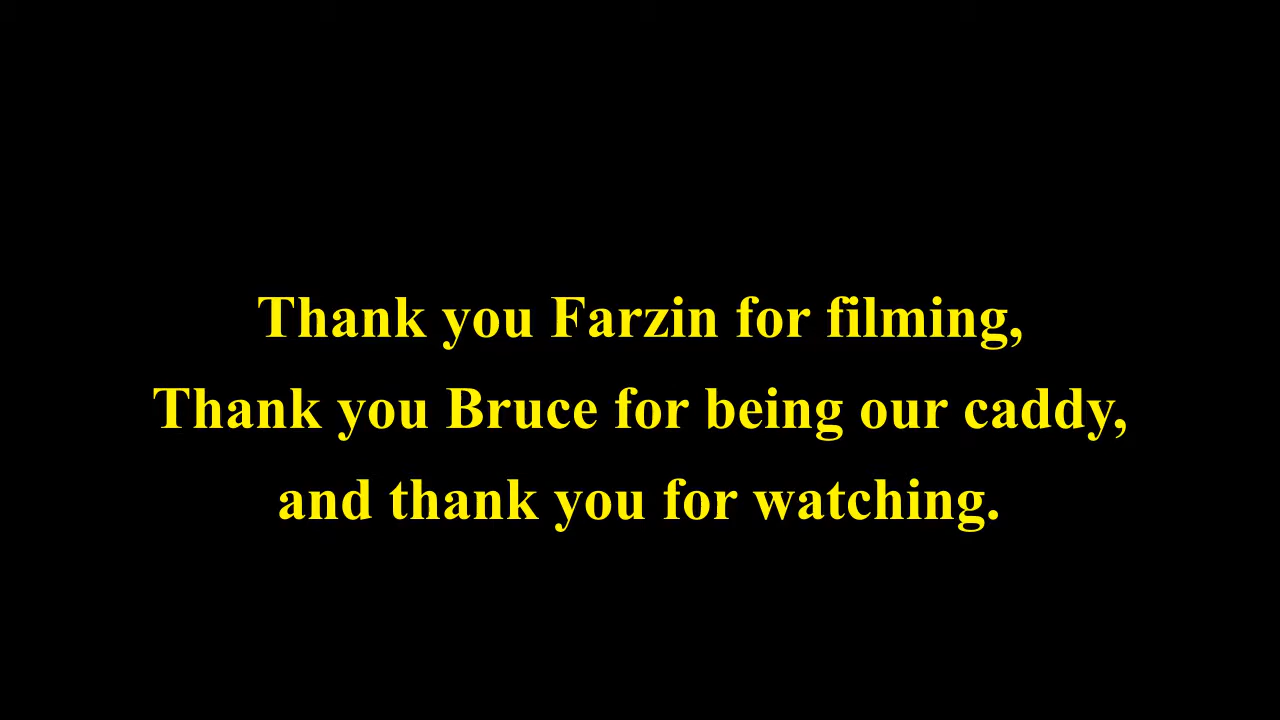 Thank you Farzin for filming,
Thank you Bruce for being our caddy,
and thank you for watching.